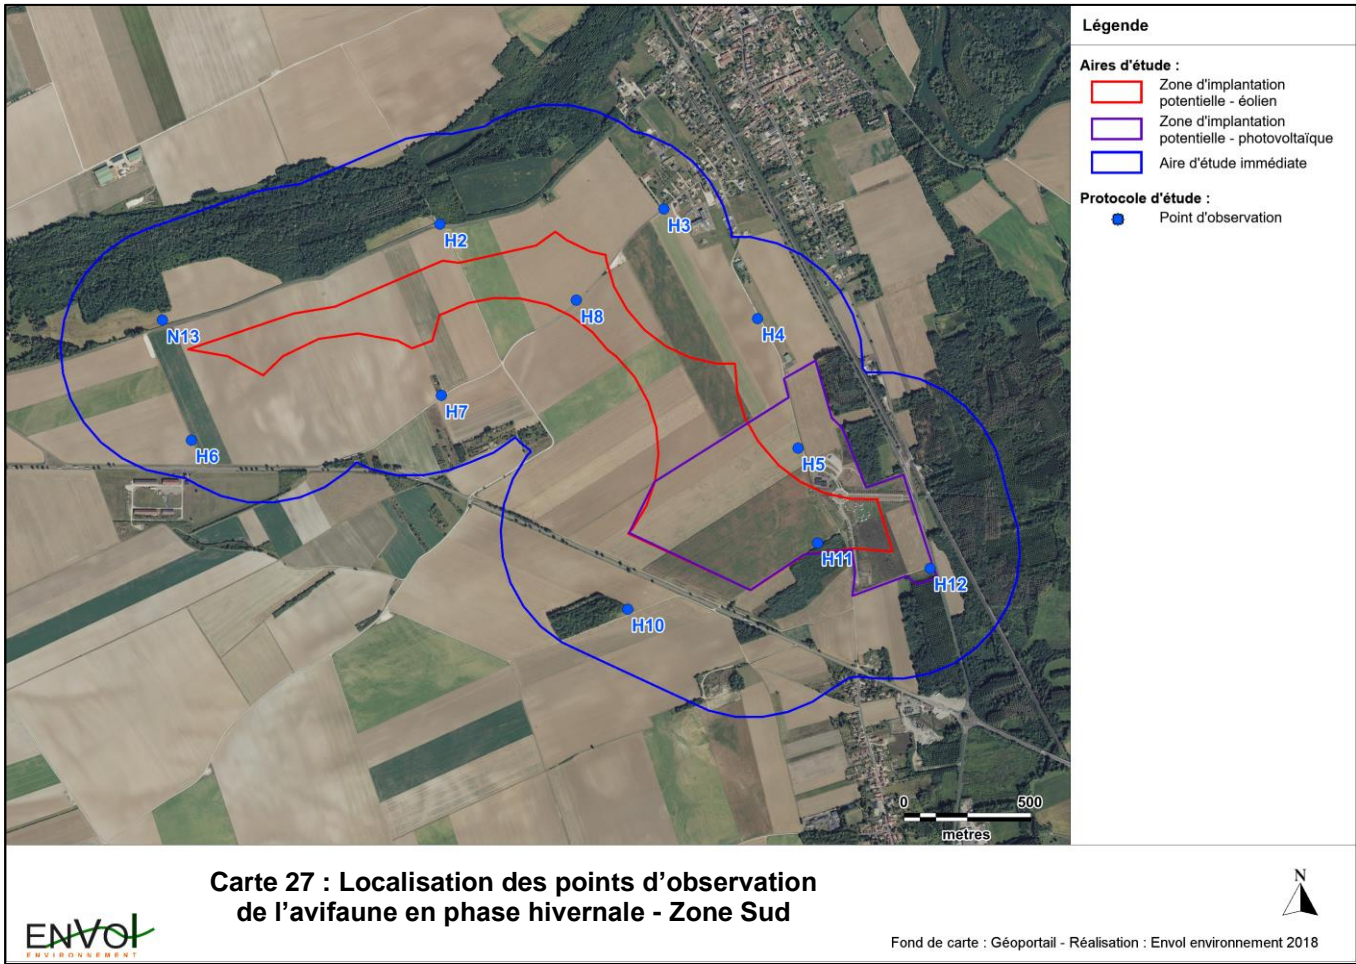 Légende
Aires d'étude :
Zone d'implantation
potentielle - éolien
Zone d'implantation
potentielle - photovoltaïque
Aire d'étude immédiate
Protocole d'étude :
Point d'observation
H2
H3
N13
H8
H4
H7
H6
H5
H11
H12
H10
0 500
metres
Carte 27 : Localisation des points d'observation
de l'avifaune en phase hivernale - Zone Sud
N
ENVOl
ENVIRONNEMENT
Fond de carte : Géoportail - Réalisation : Envol environnement 2018